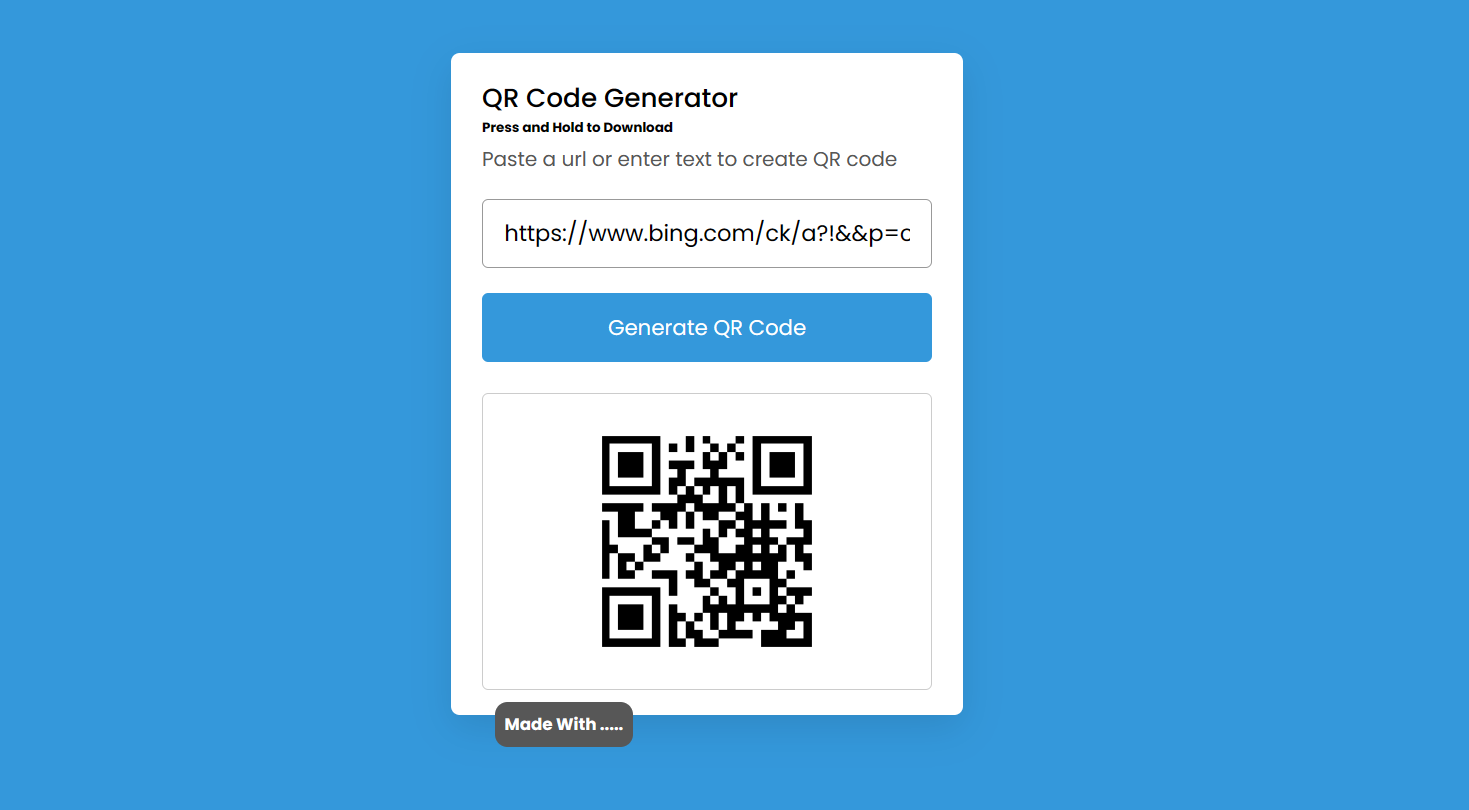 QR Code Generator
Press and Hold to Download
Paste a url or enter text to create QR code
https://www.bing.com/ck/a?!&&p=c
Generate QR Code
Made With .....